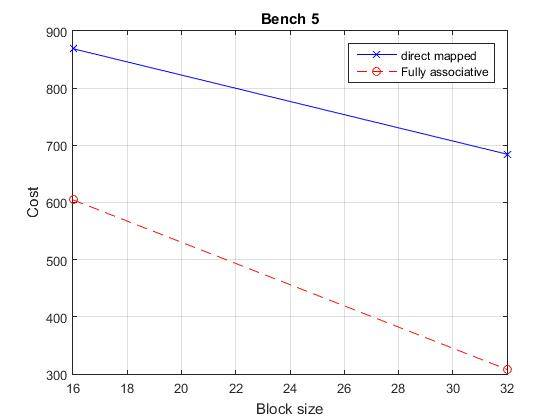 Bench 5
900
800
700
600
500
400
300
Cost
direct mapped
Fully associative
16 18 20 22 24 26 28 30 32
Block size